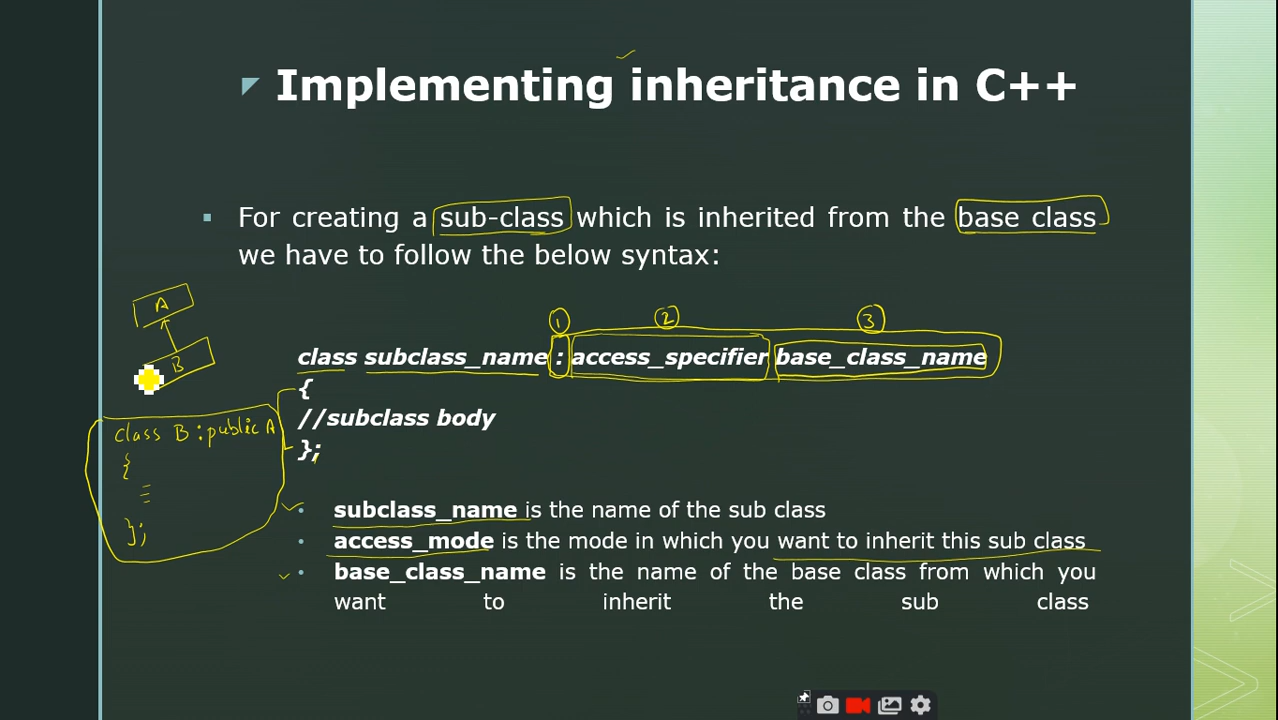 Implementing inheritance in C++
For creating a sub-class which is inherited from the base class
we have to follow the below syntax:
A
B
1 2 3
class subclass_name : access_specifier base_class_name
{
//subclass body
};
class B : public A
{
};
• subclass_name is the name of the sub class
• access_mode is the mode in which you want to inherit this sub class
• base_class_name is the name of the base class from which you
want to inherit the sub class